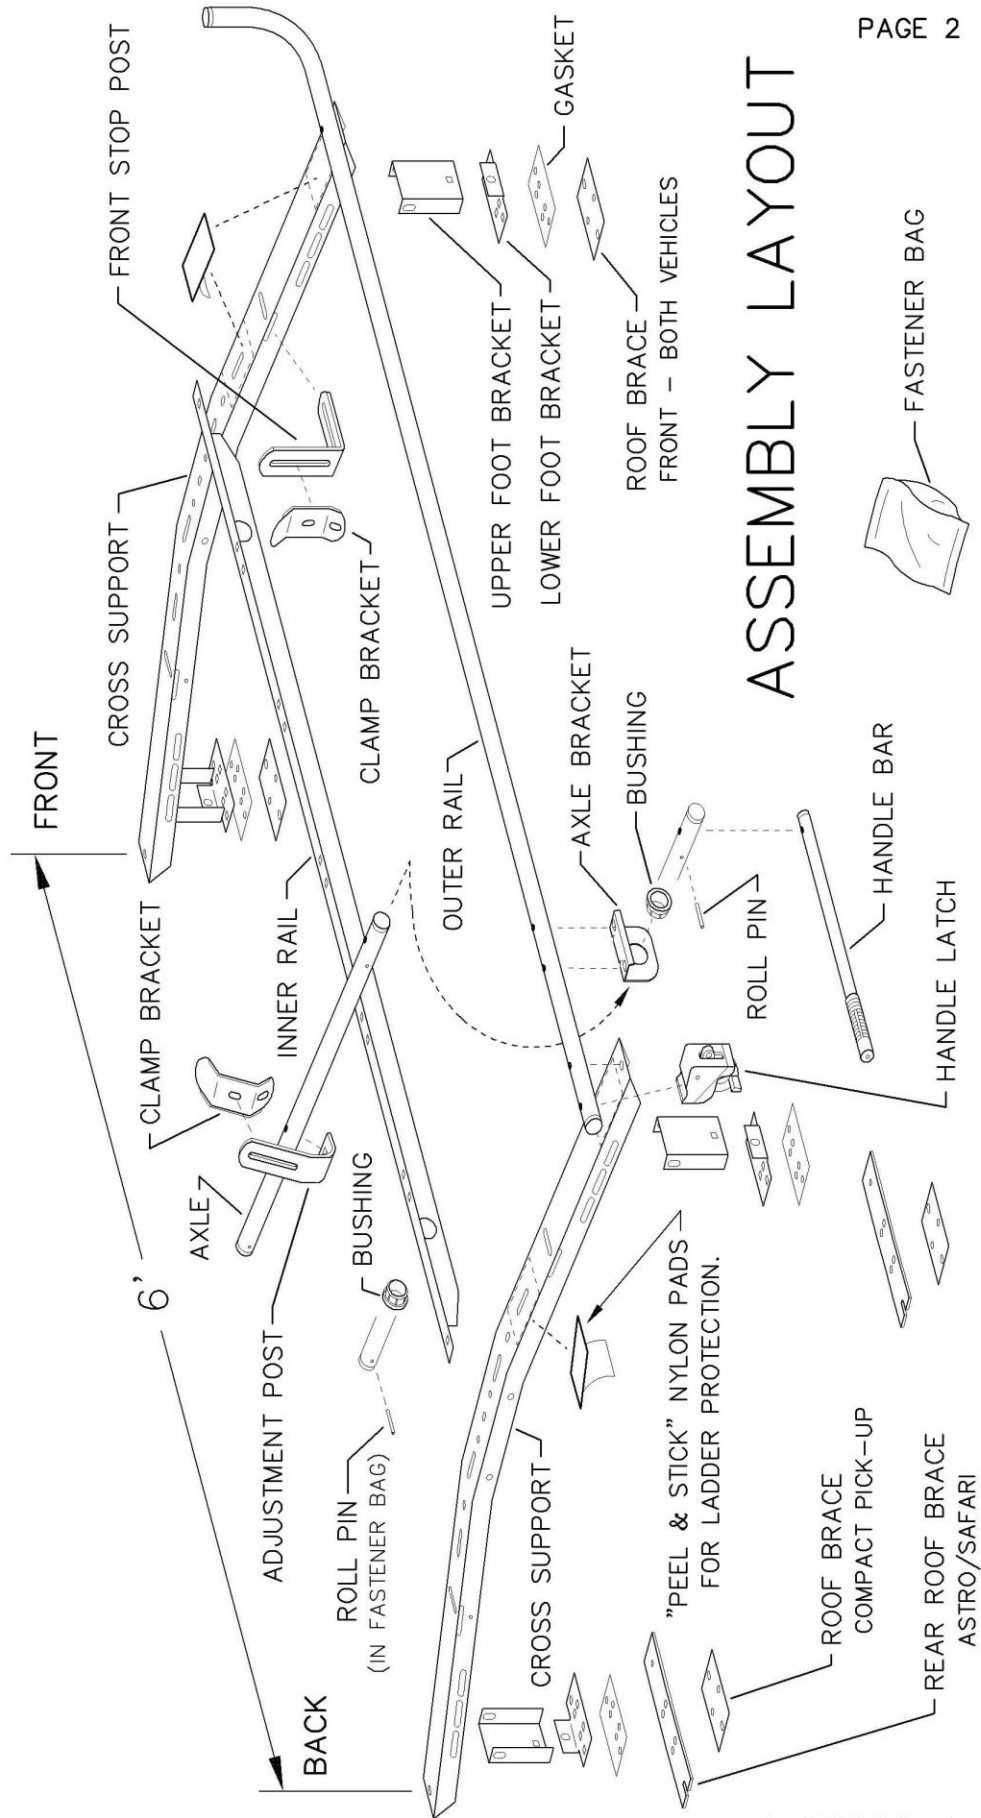 PAGE 2
ASSEMBLY LAYOUT
FRONT
BACK
6'
CROSS SUPPORT
FRONT STOP POST
CLAMP BRACKET
INNER RAIL
CLAMP BRACKET
AXLE
ADJUSTMENT POST
BUSHING
ROLL PIN
(IN FASTENER BAG)
OUTER RAIL
UPPER FOOT BRACKET
LOWER FOOT BRACKET
GASKET
ROOF BRACE
FRONT - BOTH VEHICLES
AXLE BRACKET
BUSHING
ROLL PIN
HANDLE BAR
HANDLE LATCH
FASTENER BAG
CROSS SUPPORT
"PEEL & STICK" NYLON PADS
FOR LADDER PROTECTION.
ROOF BRACE
COMPACT PICK-UP
REAR ROOF BRACE
ASTRO/SAFARI